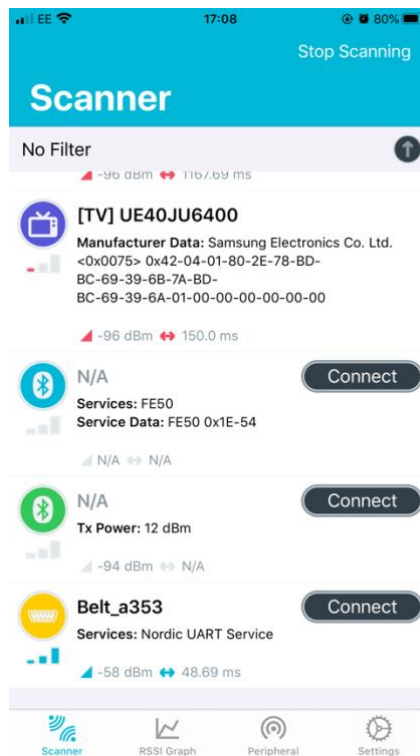 EE 17:08 80%
Stop Scanning
Scanner
No Filter
-96 dBm 1167.69 ms
[TV] UE40JU6400
Manufacturer Data: Samsung Electronics Co. Ltd.
<0x0075> 0x42-04-01-80-2E-78-BD-
BC-69-39-6B-7A-BD-
BC-69-39-6A-01-00-00-00-00-00-00
-96 dBm 150.0 ms
N/A Connect
Services: FE50
Service Data: FE50 0x1E-54
N/A N/A
N/A Connect
Tx Power: 12 dBm
-94 dBm N/A
Belt_a353 Connect
Services: Nordic UART Service
-58 dBm 48.69 ms
Scanner RSSI Graph Peripheral Settings